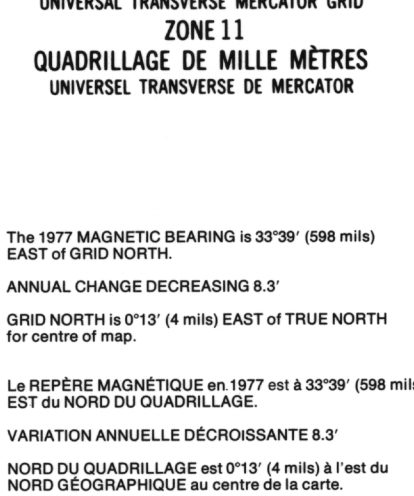 UNIVERSAL TRANSVERSE MERCATOR GRID
ZONE 11
QUADRILLAGE DE MILLE MÈTRES
UNIVERSEL TRANSVERSE DE MERCATOR
The 1977 MAGNETIC BEARING is 33°39′ (598 mils)
EAST of GRID NORTH.
ANNUAL CHANGE DECREASING 8.3′
GRID NORTH is 0°13′ (4 mils) EAST of TRUE NORTH
for centre of map.
Le REPÈRE MAGNÉTIQUE en 1977 est à 33°39′ (598 mils
EST du NORD DU QUADRILLAGE.
VARIATION ANNUELLE DÉCROISSANTE 8.3′
NORD DU QUADRILLAGE est 0°13′ (4 mils) à l'est du
NORD GÉOGRAPHIQUE au centre de la carte.